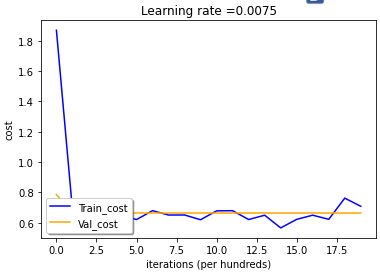 Learning rate =0.0075
1.8
1.6
1.4
1.2
1.0
0.8
0.6
cost
Train_cost
Val_cost
0.0 2.5 5.0 7.5 10.0 12.5 15.0 17.5
iterations (per hundreds)